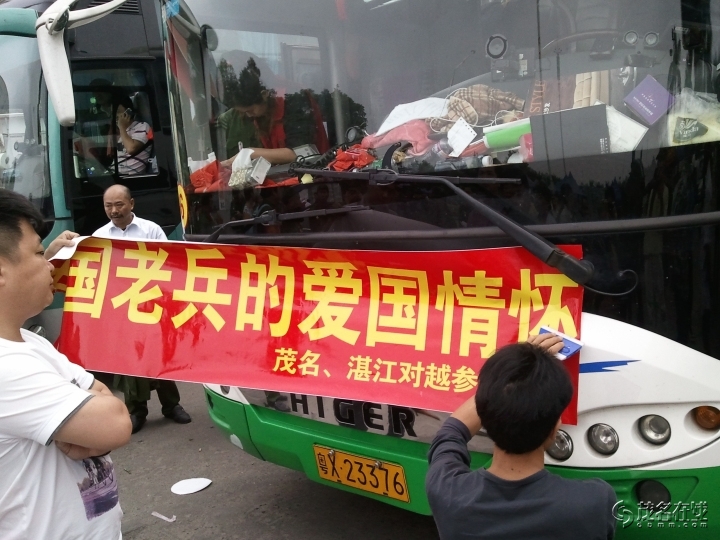 国老兵的爱国情怀
茂名、湛江对越参
HIGER
粤X·23376
茂名在线